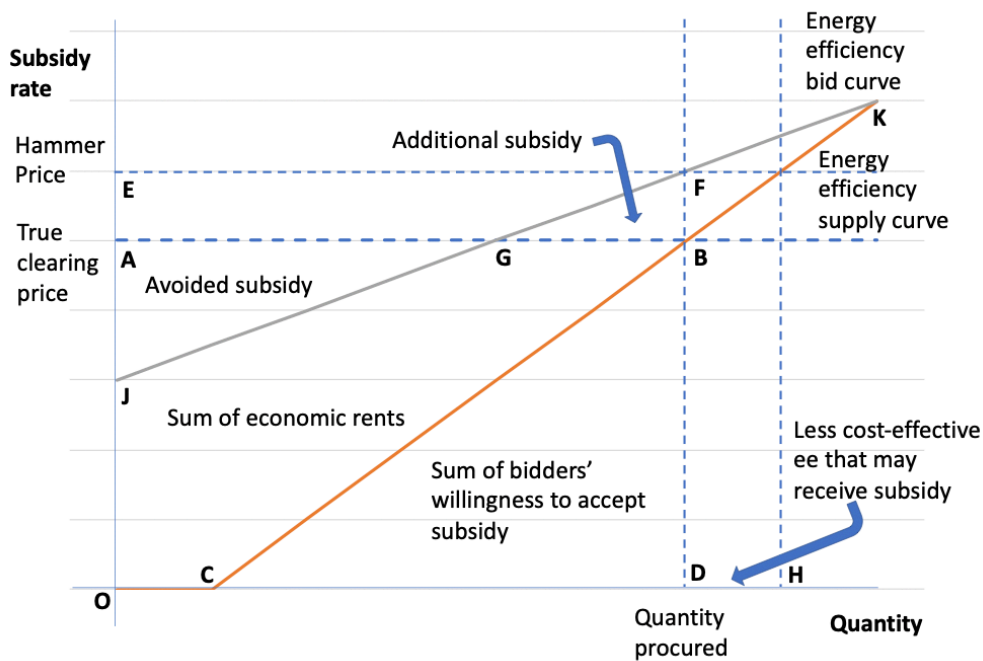 Energy
efficiency
bid curve
Subsidy
rate
K
Additional subsidy
Hammer
Price
Energy
efficiency
supply curve
E
F
True
clearing
price
A
G
B
Avoided subsidy
J
Sum of economic rents
Less cost-effective
ee that may
receive subsidy
Sum of bidders’
willingness to accept
subsidy
C
D
H
O
Quantity
procured
Quantity